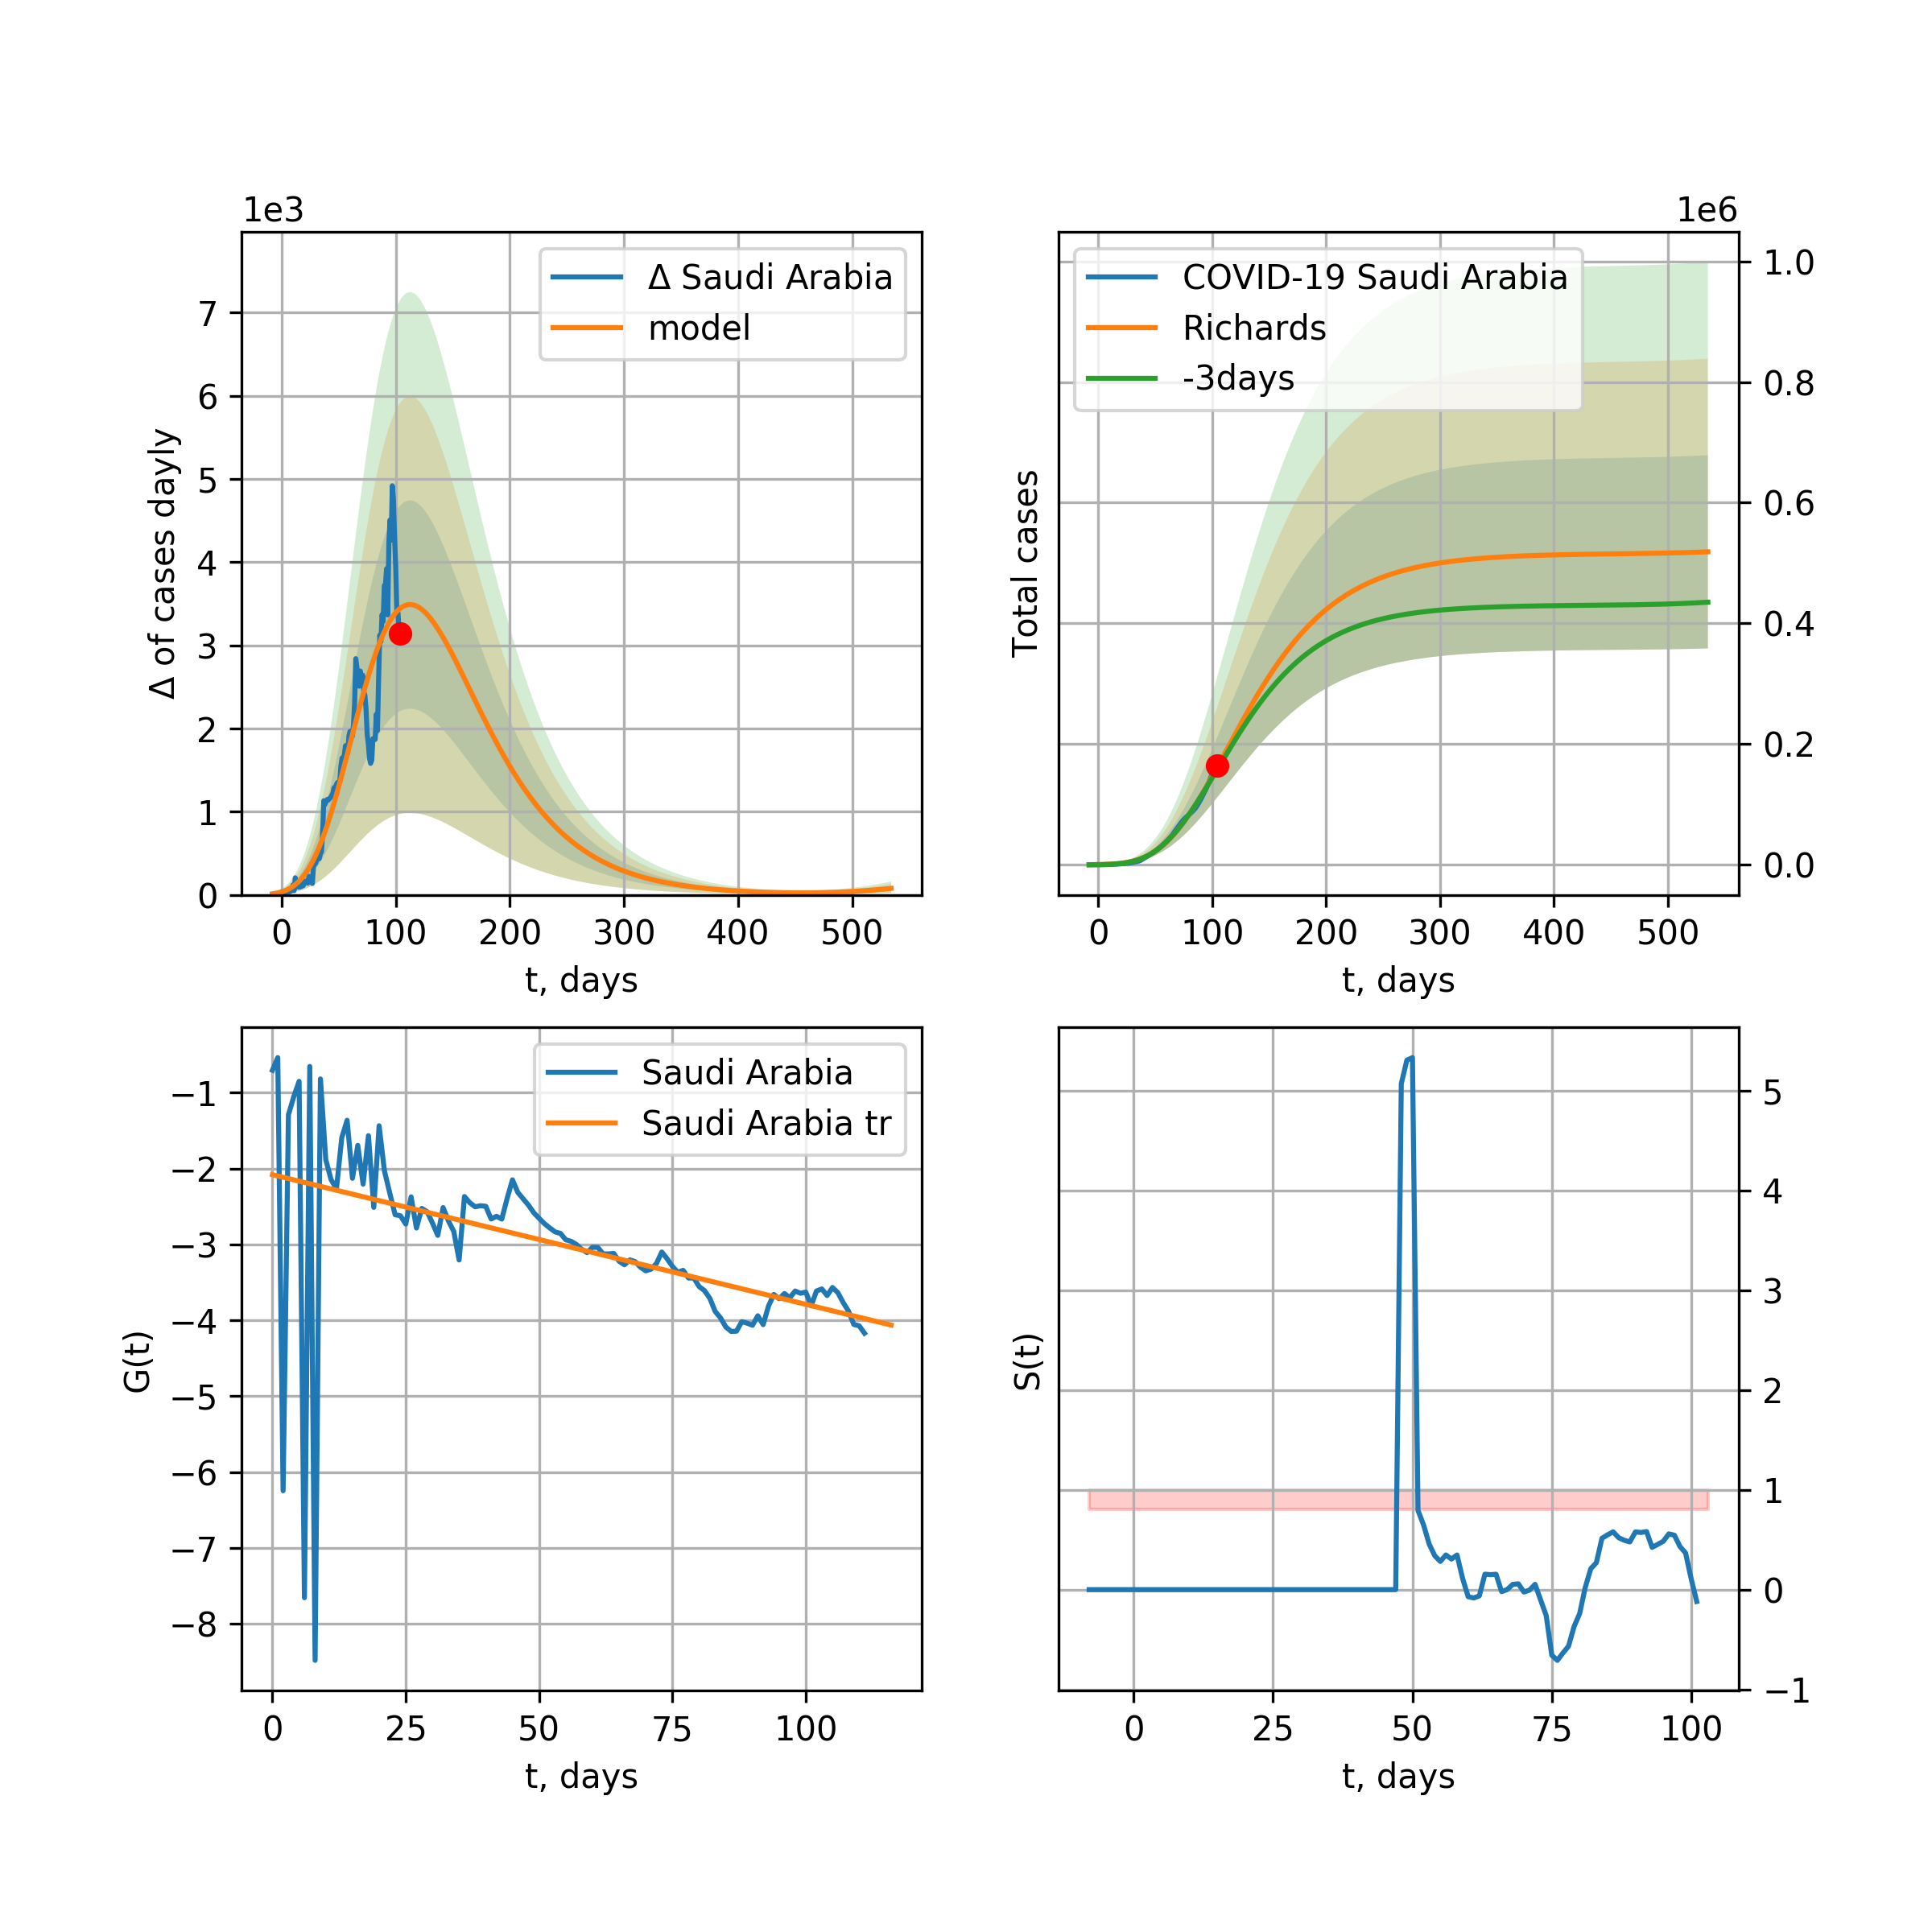 1e3
Δ Saudi Arabia
model
7
6
5
4
3
2
1
0
Δ of cases dayly
0 100 200 300 400 500
t, days
1e6
COVID-19 Saudi Arabia
Richards
-3days
1.0
0.8
0.6
0.4
0.2
0.0
Total cases
0 100 200 300 400 500
t, days
Saudi Arabia
Saudi Arabia tr
−1
−2
−3
−4
−5
−6
−7
−8
G(t)
0 25 50 75 100
t, days
5
4
3
2
1
0
−1
S(t)
0 25 50 75 100
t, days